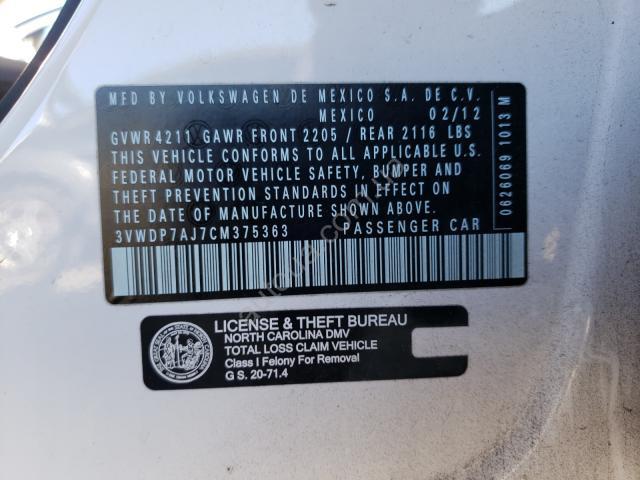 MFD BY VOLKSWAGEN DE MEXICO S.A. DE C.V.
MEXICO 02/12
GVWR 4211 GAWR FRONT 2205 / REAR 2116 LBS
THIS VEHICLE CONFORMS TO ALL APPLICABLE U.S.
FEDERAL MOTOR VEHICLE SAFETY, BUMPER AND
THEFT PREVENTION STANDARDS IN EFFECT ON
THE DATE OF MANUFACTURE SHOWN ABOVE
3VWDP7AJ7CM375363 PASSENGER CAR
0626069 1013 M
LICENSE & THEFT BUREAU
NORTH CAROLINA DMV
TOTAL LOSS CLAIM VEHICLE
Class I Felony For Removal
G S. 20-71.4